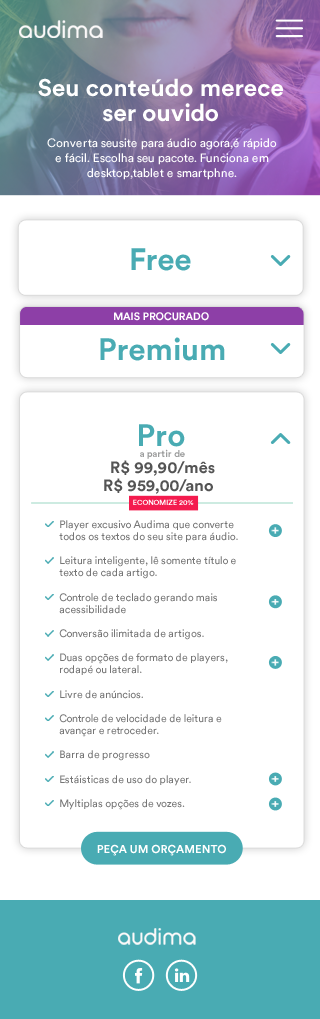 audima
Seu conteúdo merece
ser ouvido
Converta seusite para áudio agora,é rápido
e fácil. Escolha seu pacote. Funciona em
desktop,tablet e smartphne.
Free
MAIS PROCURADO
Premium
Pro
a partir de
R$ 99,90/mês
R$ 959,00/ano
ECONOMIZE 20%
Player excusivo Audima que converte
todos os textos do seu site para áudio.
Leitura inteligente, lê somente título e
texto de cada artigo.
Controle de teclado gerando mais
acessibilidade
Conversão ilimitada de artigos.
Duas opções de formato de players,
rodapé ou lateral.
Livre de anúncios.
Controle de velocidade de leitura e
avançar e retroceder.
Barra de progresso
Estáisticas de uso do player.
Myltiplas opções de vozes.
PEÇA UM ORÇAMENTO
audima
f in